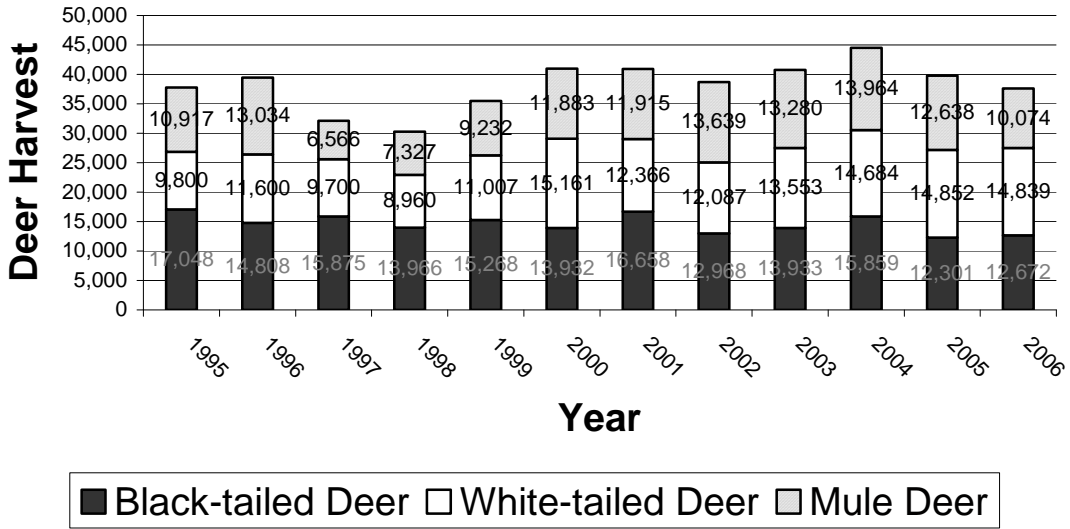 Deer Harvest
50,000
45,000
40,000
35,000
30,000
25,000
20,000
15,000
10,000
5,000
0
10,917 13,034 6,566 7,327 9,232 11,883 11,915 13,639 13,280 13,964 12,638 10,074
9,800 11,600 9,700 8,960 11,007 15,161 12,366 12,087 13,553 14,684 14,852 14,839
17,048 14,808 15,875 13,966 15,268 13,932 16,658 12,968 13,933 15,859 12,301 12,672
1995 1996 1997 1998 1999 2000 2001 2002 2003 2004 2005 2006
Year
Black-tailed Deer White-tailed Deer Mule Deer